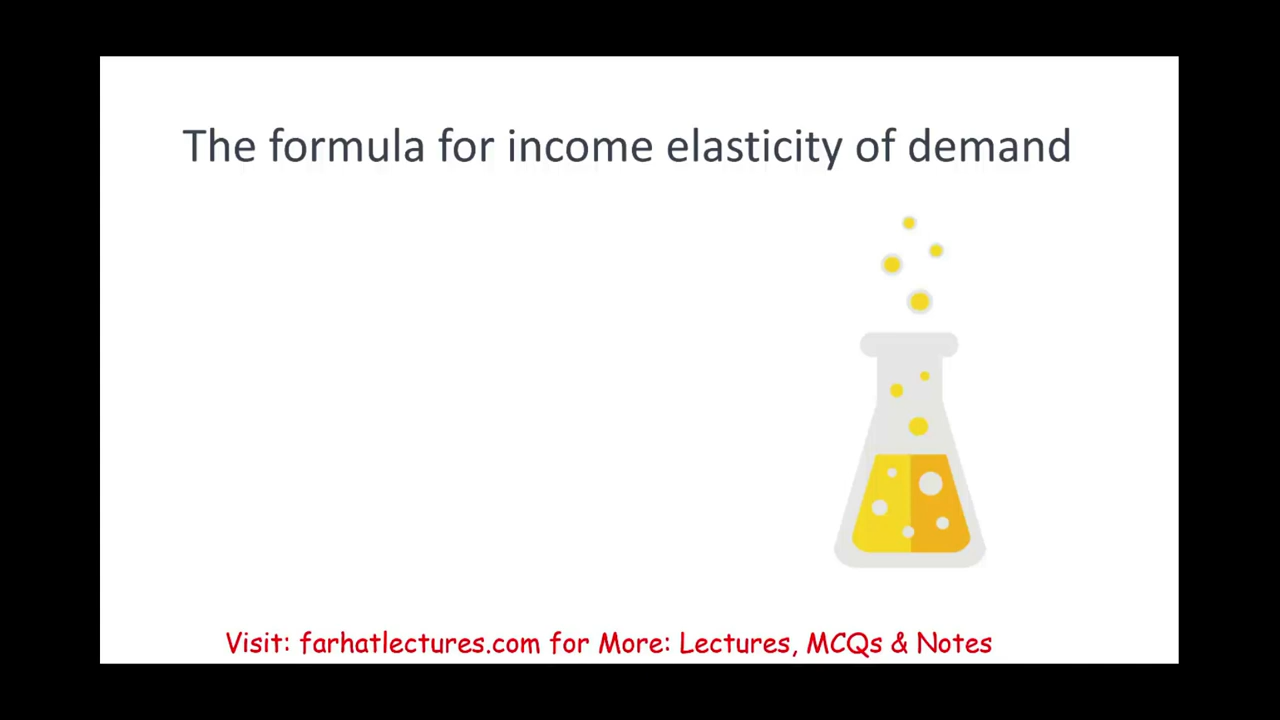 The formula for income elasticity of demand
Visit: farhatlectures.com for More: Lectures, MCQs & Notes